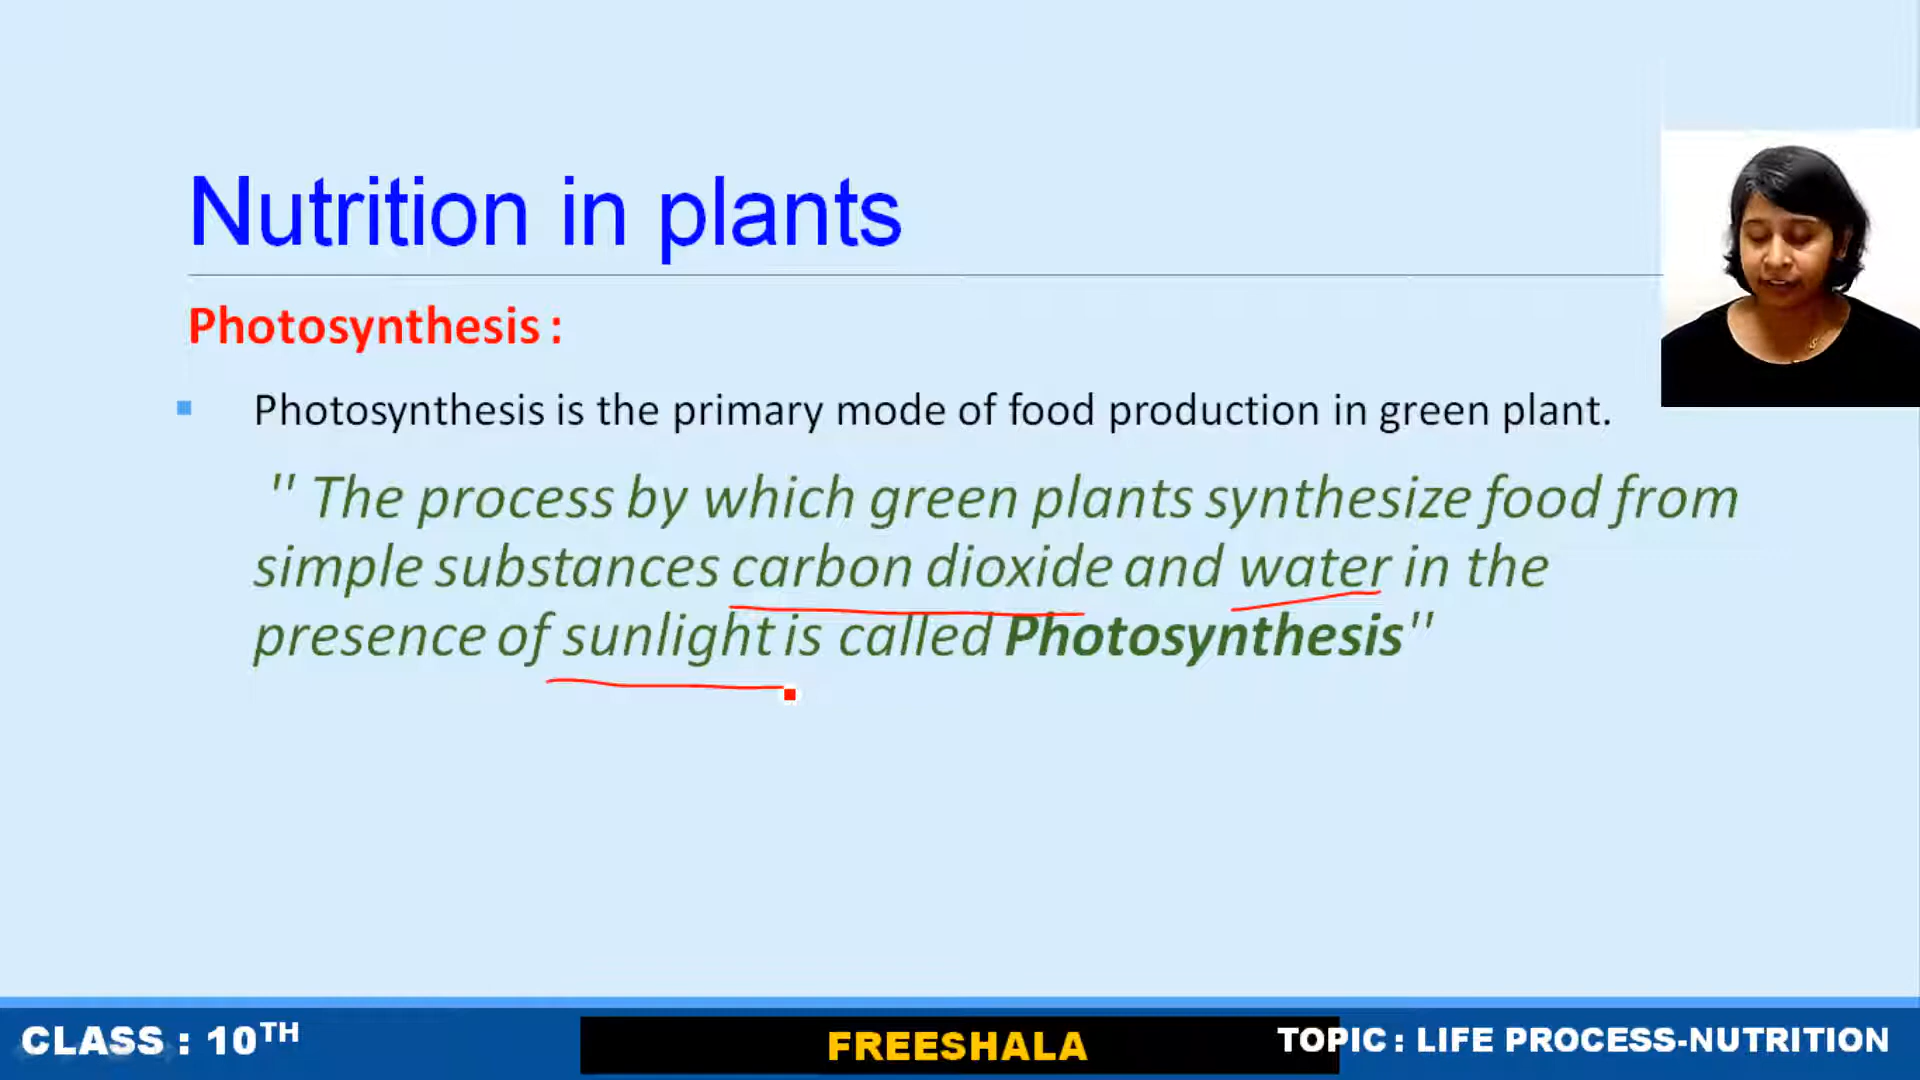 Nutrition in plants
Photosynthesis :
Photosynthesis is the primary mode of food production in green plant.
" The process by which green plants synthesize food from
simple substances carbon dioxide and water in the
presence of sunlight is called Photosynthesis"
CLASS : 10TH
FREESHALA
TOPIC : LIFE PROCESS-NUTRITION